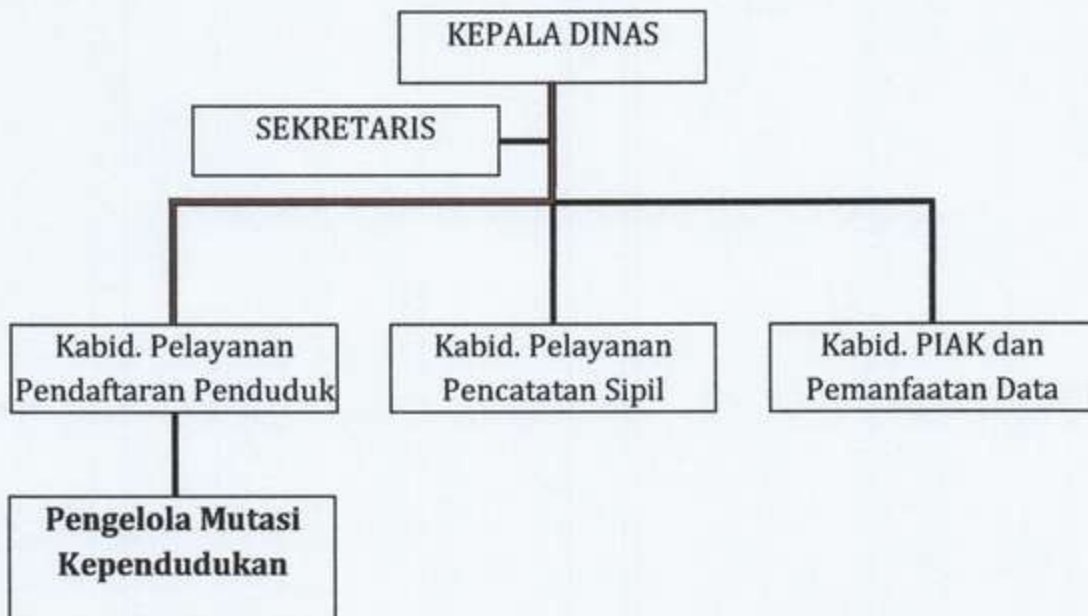 KEPALA DINAS
SEKRETARIS
Kabid. Pelayanan
Pendaftaran Penduduk
Kabid. Pelayanan
Pencatatan Sipil
Kabid. PIAK dan
Pemanfaatan Data
Pengelola Mutasi
Kependudukan